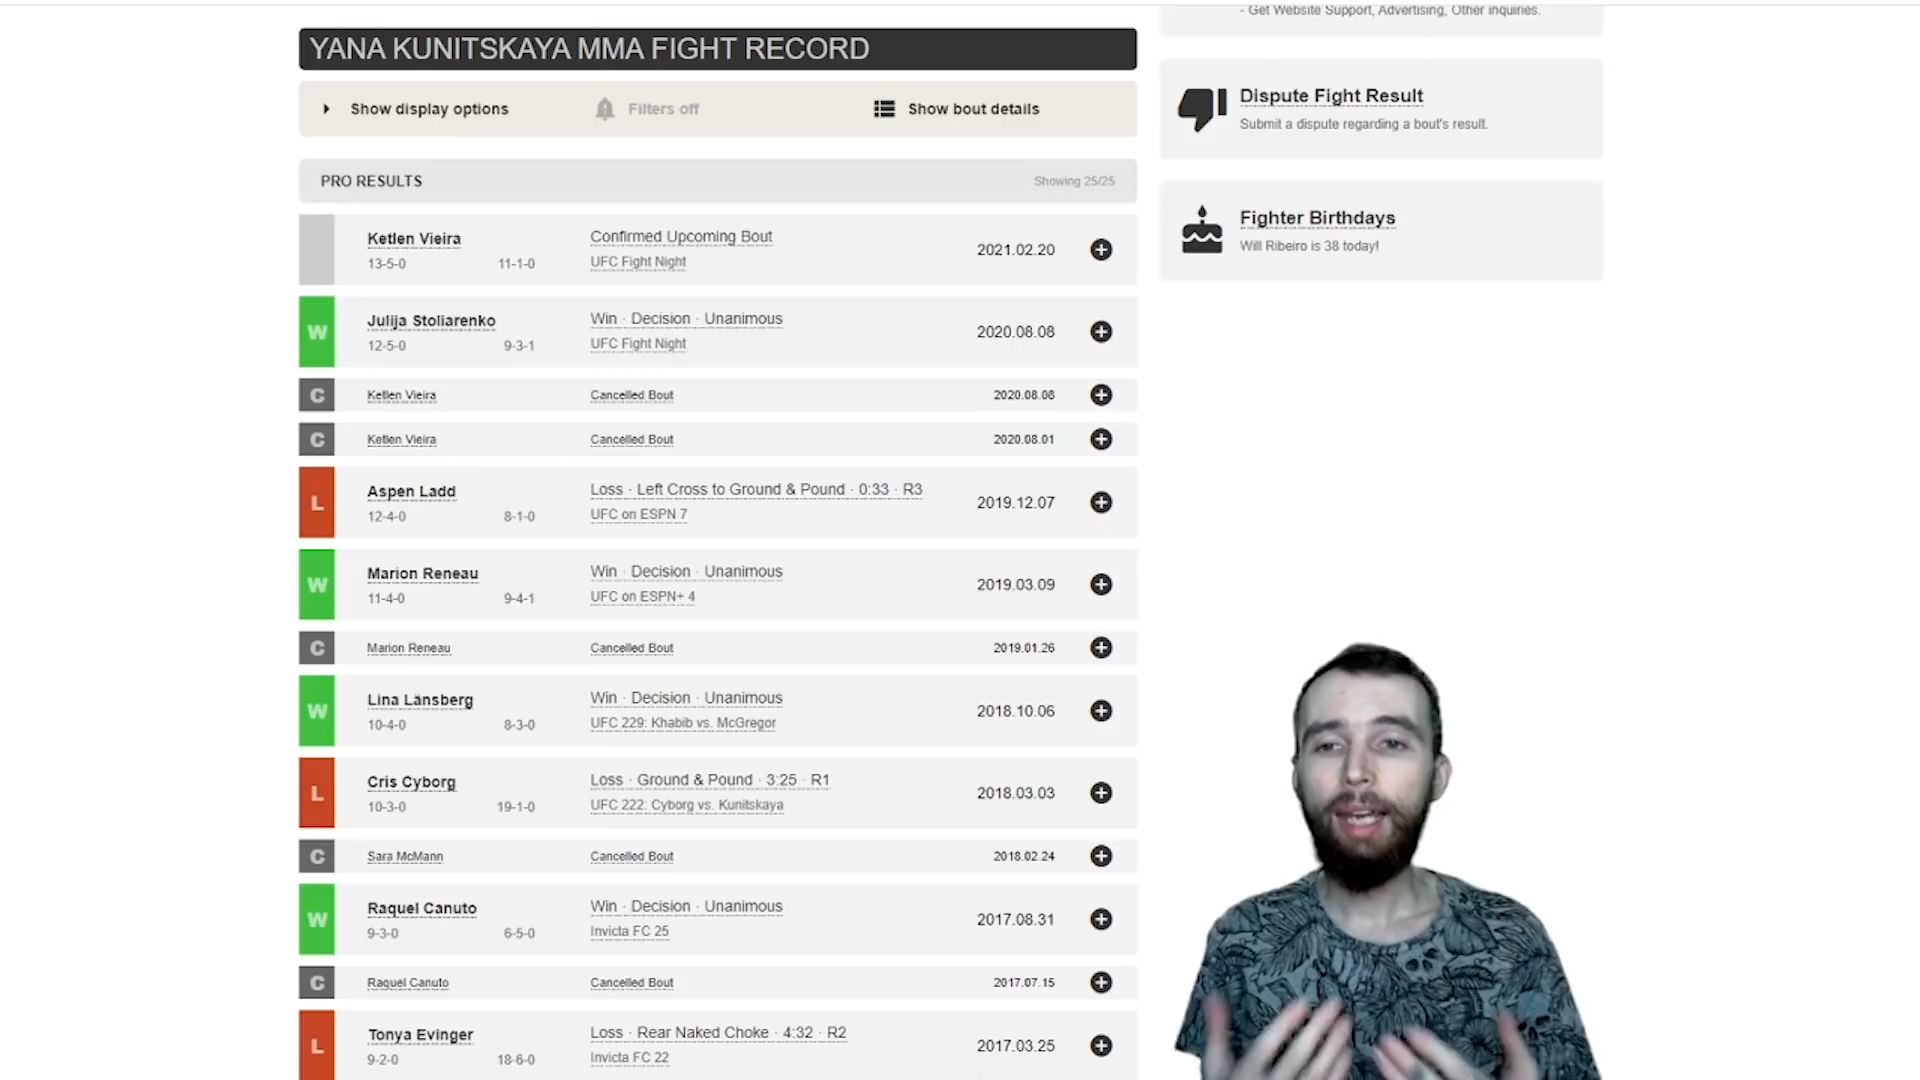 - Get Website Support, Advertising, Other inquiries.
YANA KUNITSKAYA MMA FIGHT RECORD
Show display options
Filters off
Show bout details
Dispute Fight Result
Submit a dispute regarding a bout's result.
PRO RESULTS
Showing 25/25
Fighter Birthdays
Will Ribeiro is 38 today!
Ketlen Vieira
Confirmed Upcoming Bout
13-5-0
11-1-0
UFC Fight Night
2021.02.20
W
Julija Stoliarenko
Win · Decision · Unanimous
12-5-0
9-3-1
UFC Fight Night
2020.08.08
C
Ketlen Vieira
Cancelled Bout
2020.08.08
C
Ketlen Vieira
Cancelled Bout
2020.08.01
L
Aspen Ladd
Loss · Left Cross to Ground & Pound · 0:33 · R3
12-4-0
8-1-0
UFC on ESPN 7
2019.12.07
W
Marion Reneau
Win · Decision · Unanimous
11-4-0
9-4-1
UFC on ESPN+ 4
2019.03.09
C
Marion Reneau
Cancelled Bout
2019.01.26
W
Lina Länsberg
Win · Decision · Unanimous
10-4-0
8-3-0
UFC 229: Khabib vs. McGregor
2018.10.06
L
Cris Cyborg
Loss · Ground & Pound · 3:25 · R1
10-3-0
19-1-0
UFC 222: Cyborg vs. Kunitskaya
2018.03.03
C
Sara McMann
Cancelled Bout
2018.02.24
W
Raquel Canuto
Win · Decision · Unanimous
9-3-0
6-5-0
Invicta FC 25
2017.08.31
C
Raquel Canuto
Cancelled Bout
2017.07.15
L
Tonya Evinger
Loss · Rear Naked Choke · 4:32 · R2
9-2-0
18-6-0
Invicta FC 22
2017.03.25